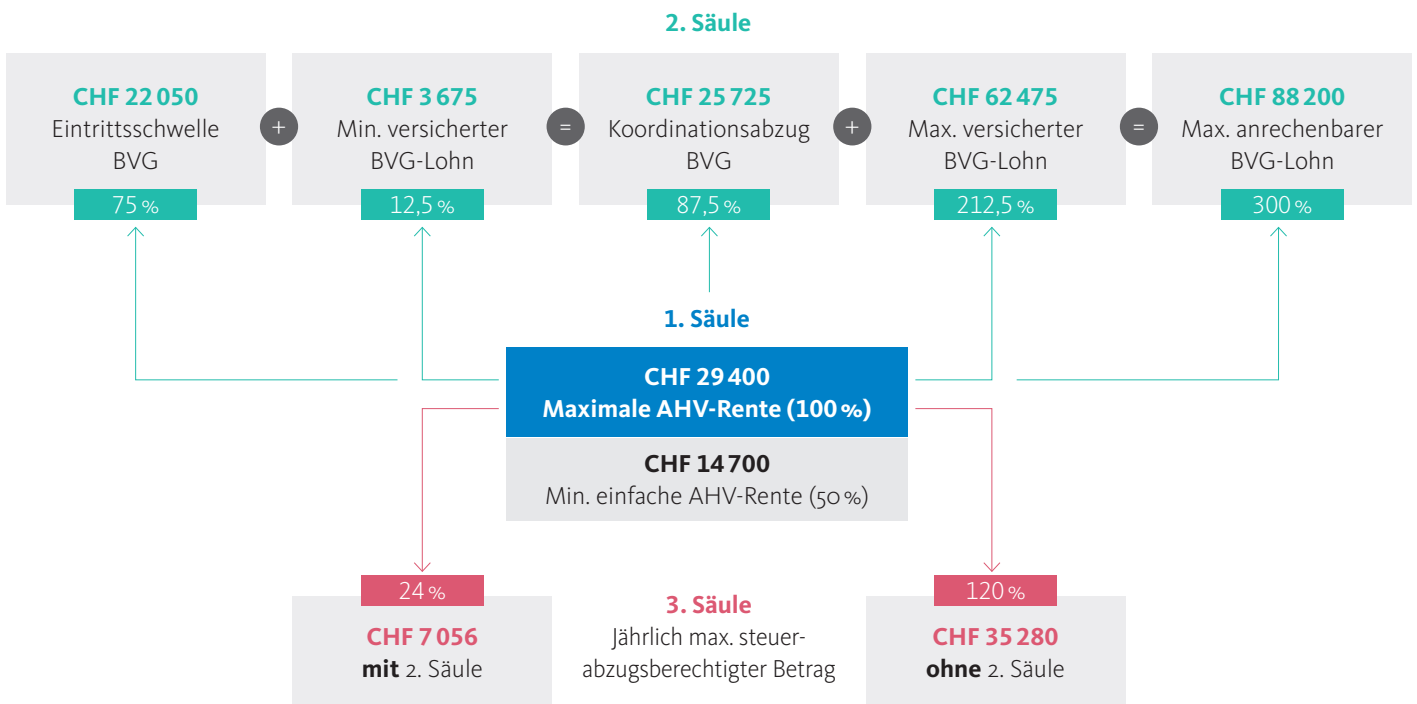 2. Säule
CHF 22 050
Eintrittsschwelle
BVG
75 %
+
CHF 3 675
Min. versicherter
BVG-Lohn
12,5 %
=
CHF 25 725
Koordinationsabzug
BVG
87,5 %
+
CHF 62 475
Max. versicherter
BVG-Lohn
212,5 %
=
CHF 88 200
Max. anrechenbarer
BVG-Lohn
300 %
1. Säule
CHF 29 400
Maximale AHV-Rente (100 %)
CHF 14 700
Min. einfache AHV-Rente (50 %)
24 %
CHF 7 056
mit 2. Säule
3. Säule
Jährlich max. steuer-
abzugsberechtigter Betrag
120 %
CHF 35 280
ohne 2. Säule